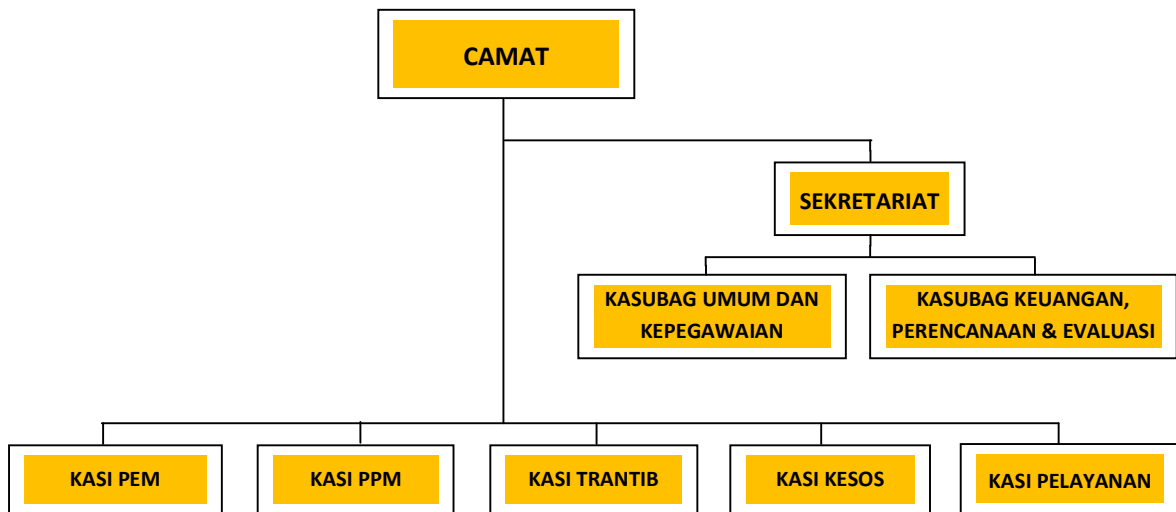 CAMAT
SEKRETARIAT
KASUBAG UMUM DAN
KEPEGAWAIAN
KASUBAG KEUANGAN,
PERENCANAAN & EVALUASI
KASI PEM
KASI PPM
KASI TRANTIB
KASI KESOS
KASI PELAYANAN